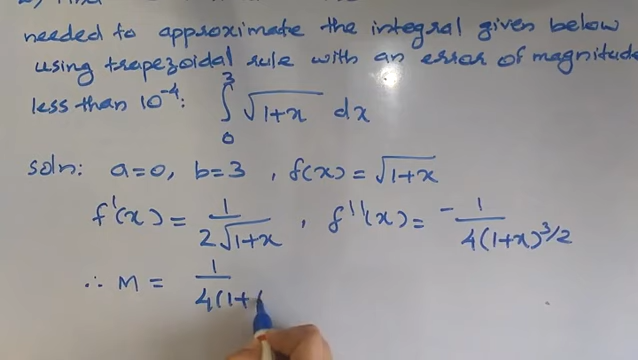 needed to approximate the integral given below
using trapezoidal rule with an error of magnitude
less than 10⁻⁴: ∫₀³ √(1+x) dx
soln: a=0, b=3, f(x) = √(1+x)
f'(x) = 1/(2√(1+x)), f''(x) = -1/(4(1+x)^3/2)
∴ M = 1/(4(1+(